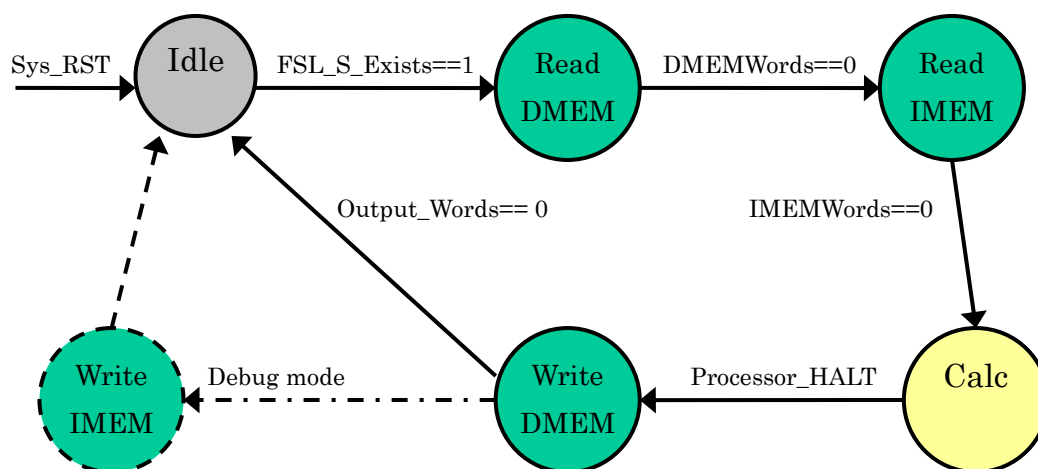 Sys_RST
Idle
FSL_S_Exists==1
Read
DMEM
DMEMWords==0
Read
IMEM
Output_Words== 0
IMEMWords==0
Write
IMEM
Debug mode
Write
DMEM
Processor_HALT
Calc